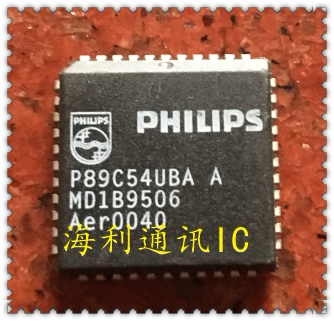 PHILIPS
PHILIPS
P89C54UBA A
MD1B9506
Aer0040
海利通讯IC